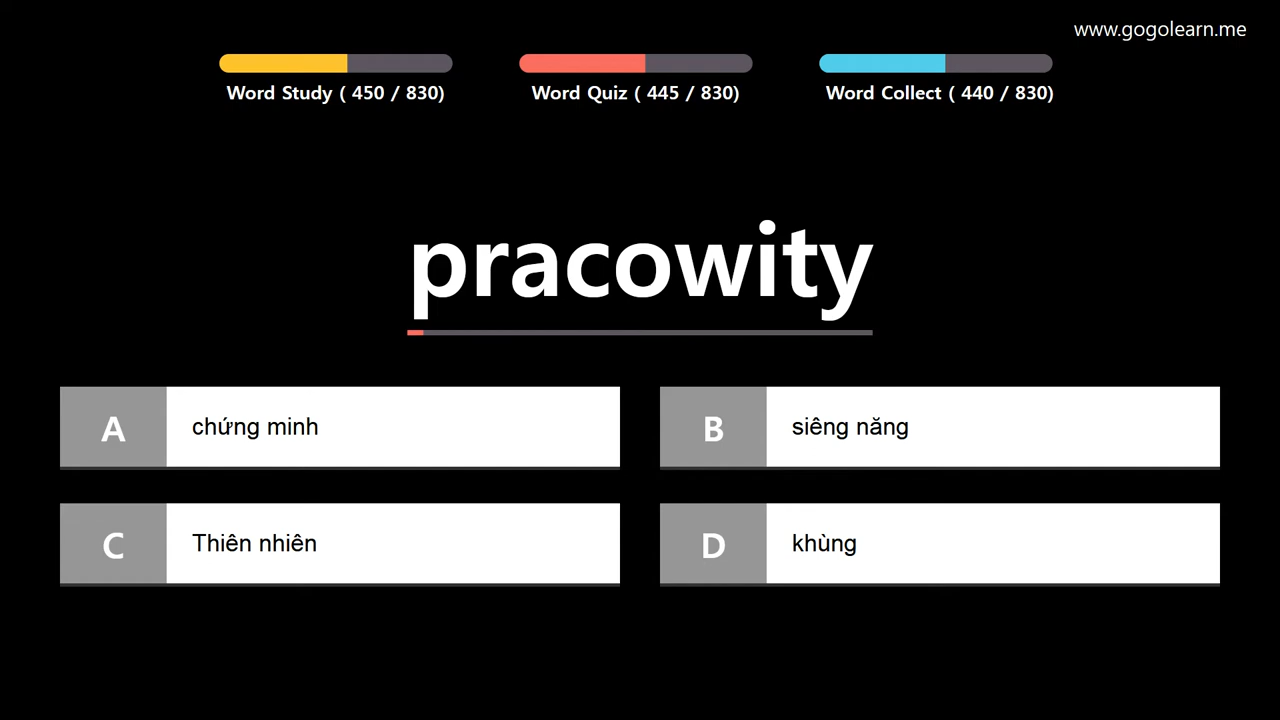 www.gogolearn.me
Word Study ( 450 / 830)
Word Quiz ( 445 / 830)
Word Collect ( 440 / 830)
pracowity
A
chứng minh
B
siêng năng
C
Thiên nhiên
D
khùng